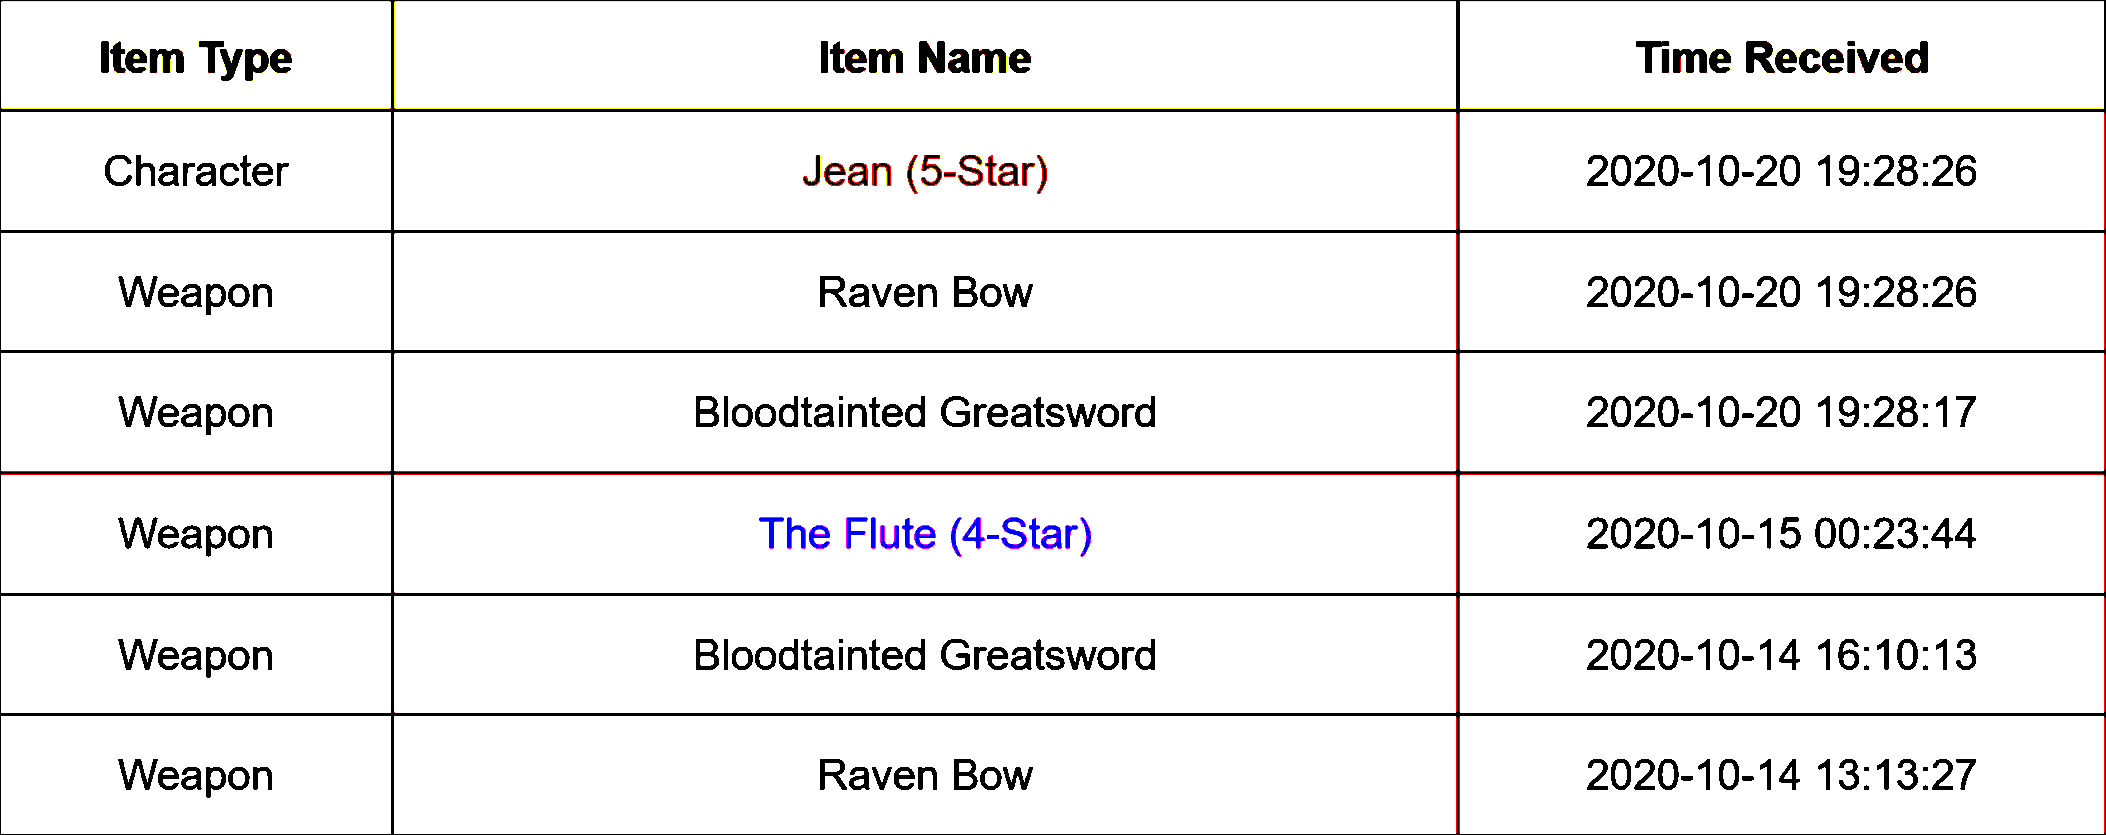 Item Type Item Name Time Received
Character Jean (5-Star) 2020-10-20 19:28:26
Weapon Raven Bow 2020-10-20 19:28:26
Weapon Bloodtainted Greatsword 2020-10-20 19:28:17
Weapon The Flute (4-Star) 2020-10-15 00:23:44
Weapon Bloodtainted Greatsword 2020-10-14 16:10:13
Weapon Raven Bow 2020-10-14 13:13:27